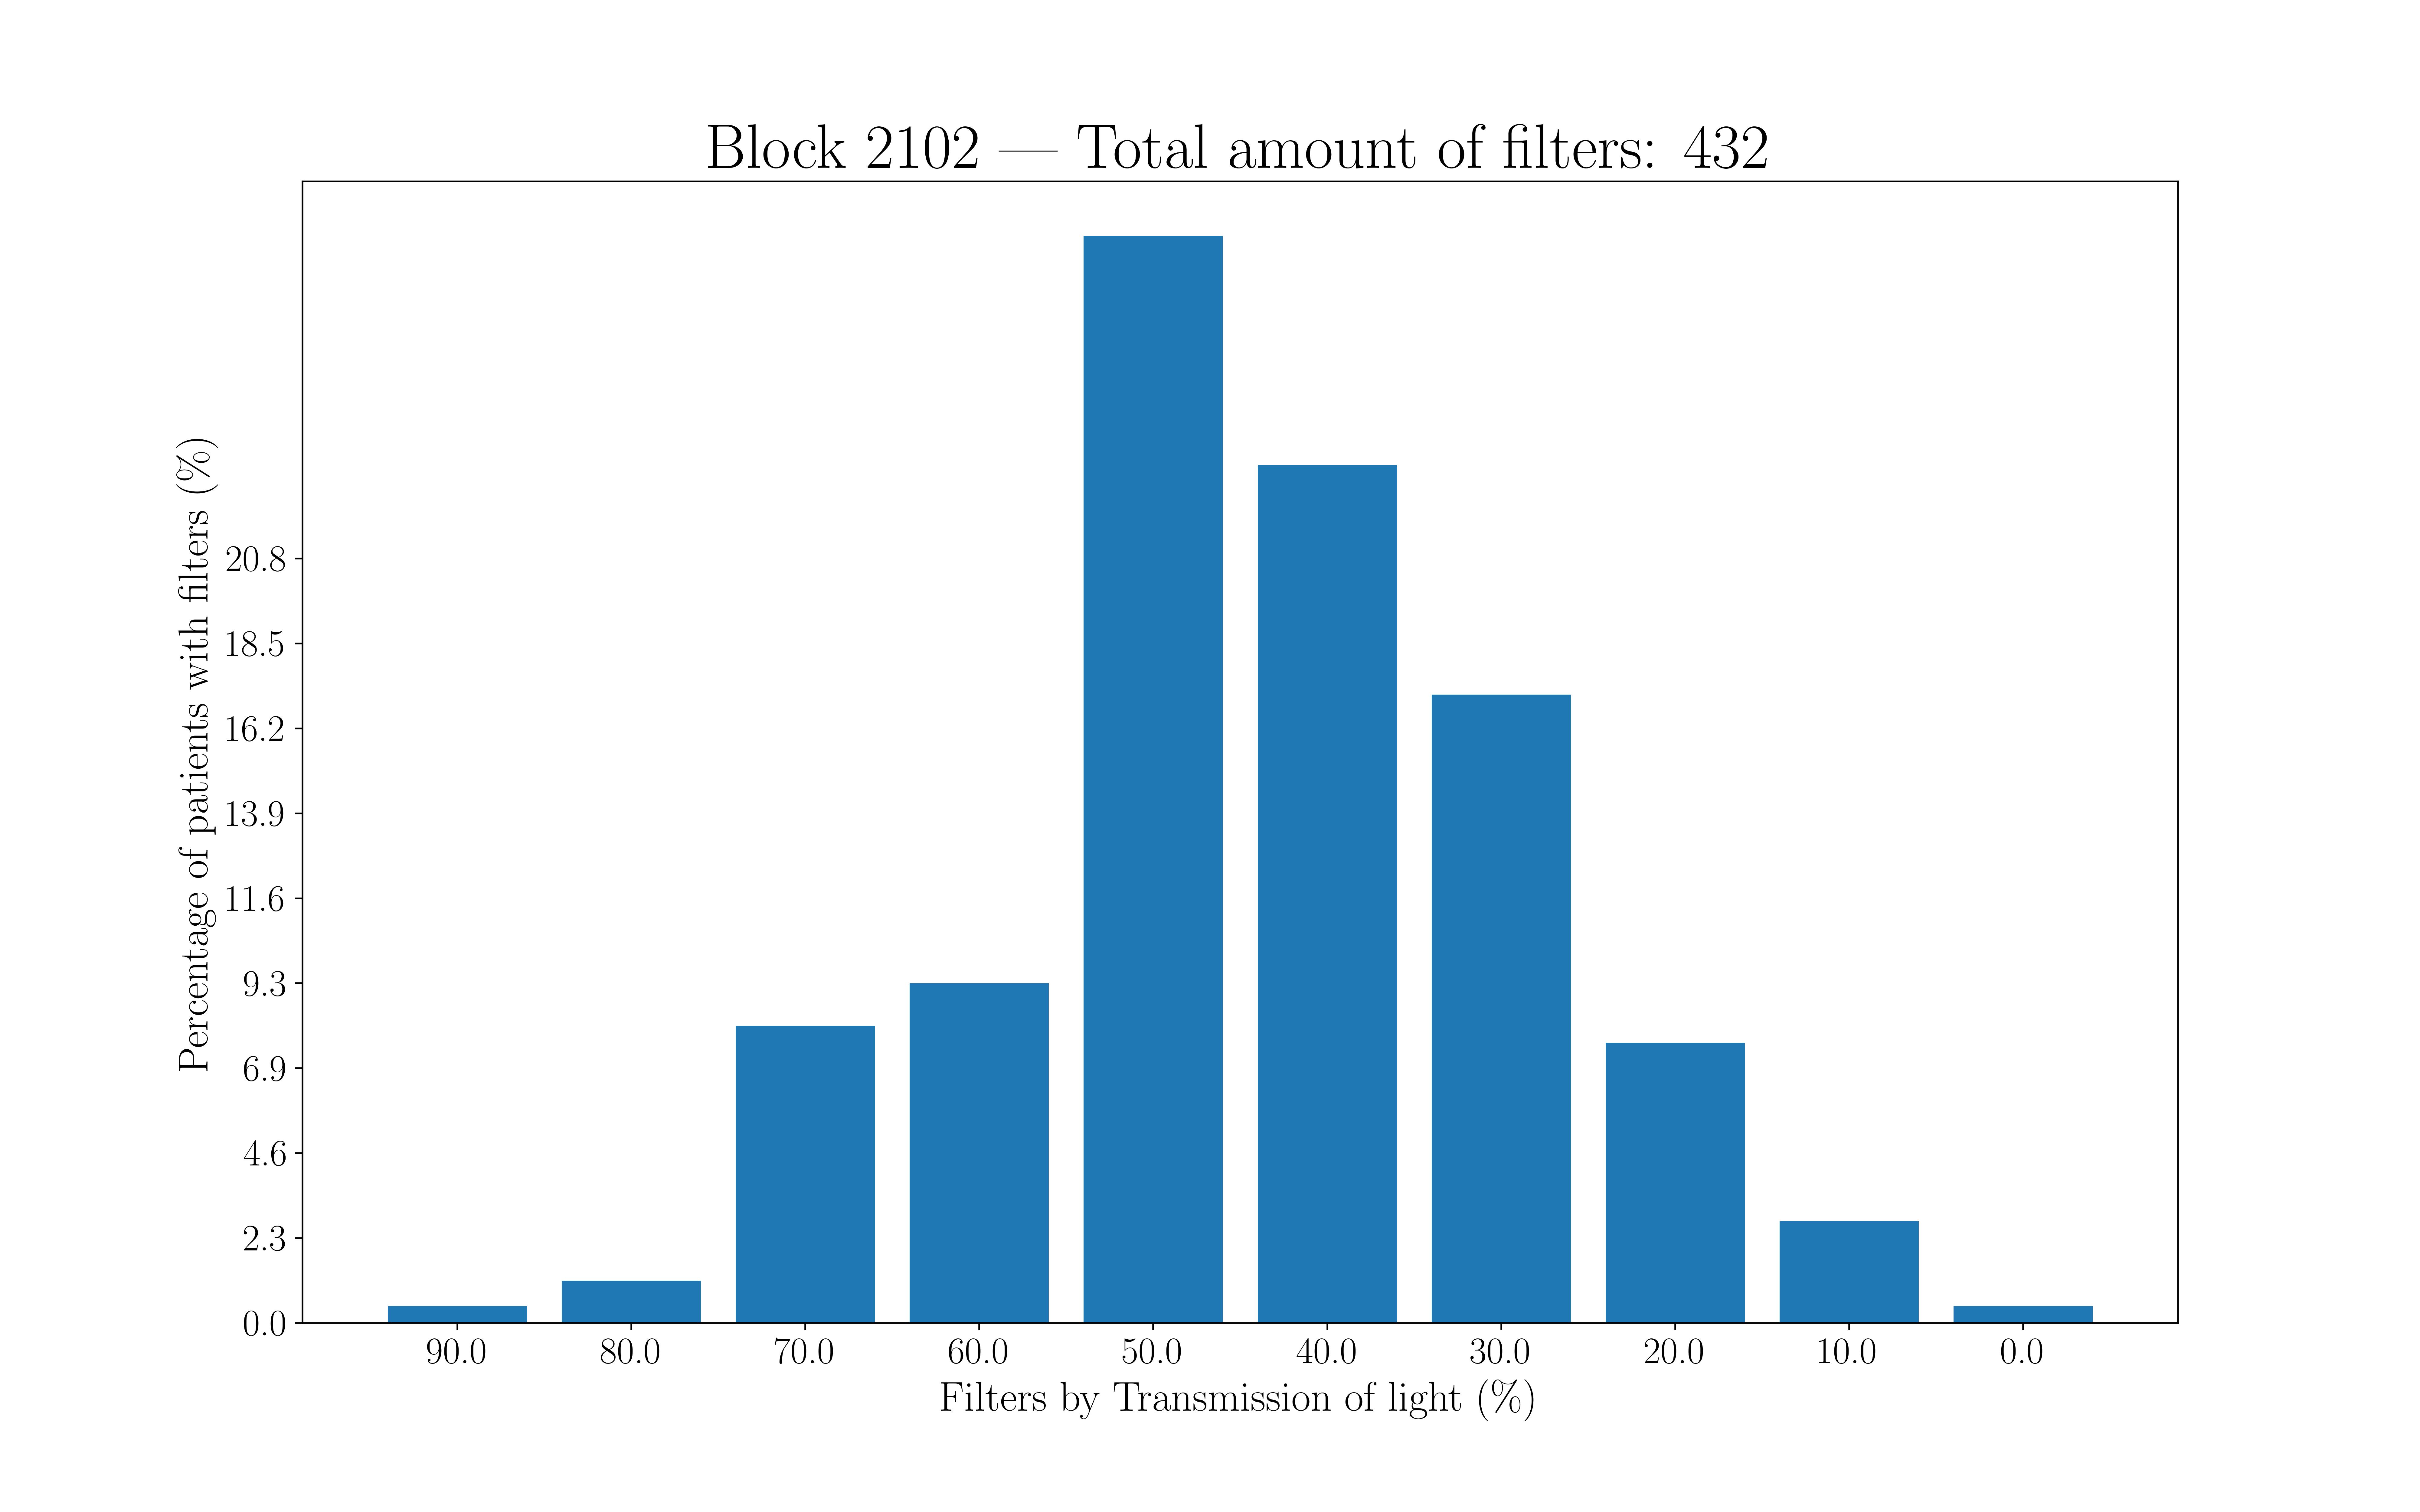 Block 2102 — Total amount of filters: 432
Percentage of patients with filters (%)
20.8
18.5
16.2
13.9
11.6
9.3
6.9
4.6
2.3
0.0
90.0 80.0 70.0 60.0 50.0 40.0 30.0 20.0 10.0 0.0
Filters by Transmission of light (%)